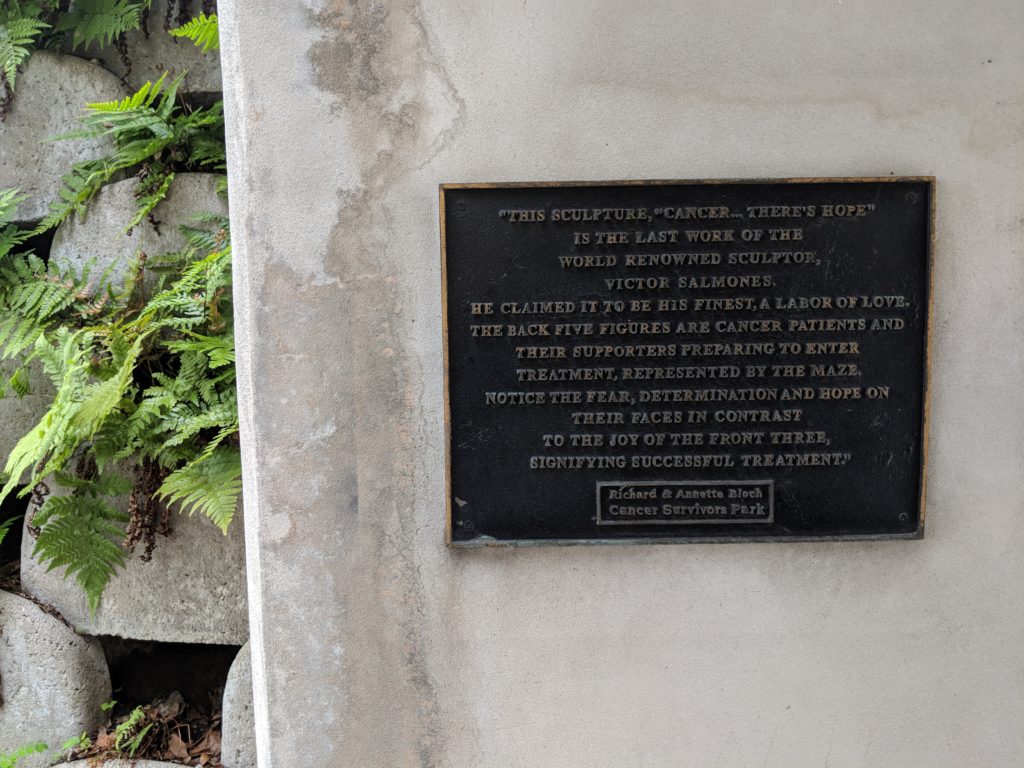 "THIS SCULPTURE, "CANCER... THERE'S HOPE"
IS THE LAST WORK OF THE
WORLD RENOWNED SCULPTOR,
VICTOR SALMONES.
HE CLAIMED IT TO BE HIS FINEST, A LABOR OF LOVE.
THE BACK FIVE FIGURES ARE CANCER PATIENTS AND
THEIR SUPPORTERS PREPARING TO ENTER
TREATMENT, REPRESENTED BY THE MAZE.
NOTICE THE FEAR, DETERMINATION AND HOPE ON
THEIR FACES IN CONTRAST
TO THE JOY OF THE FRONT THREE,
SIGNIFYING SUCCESSFUL TREATMENT."
Richard & Annette Bloch
Cancer Survivors Park